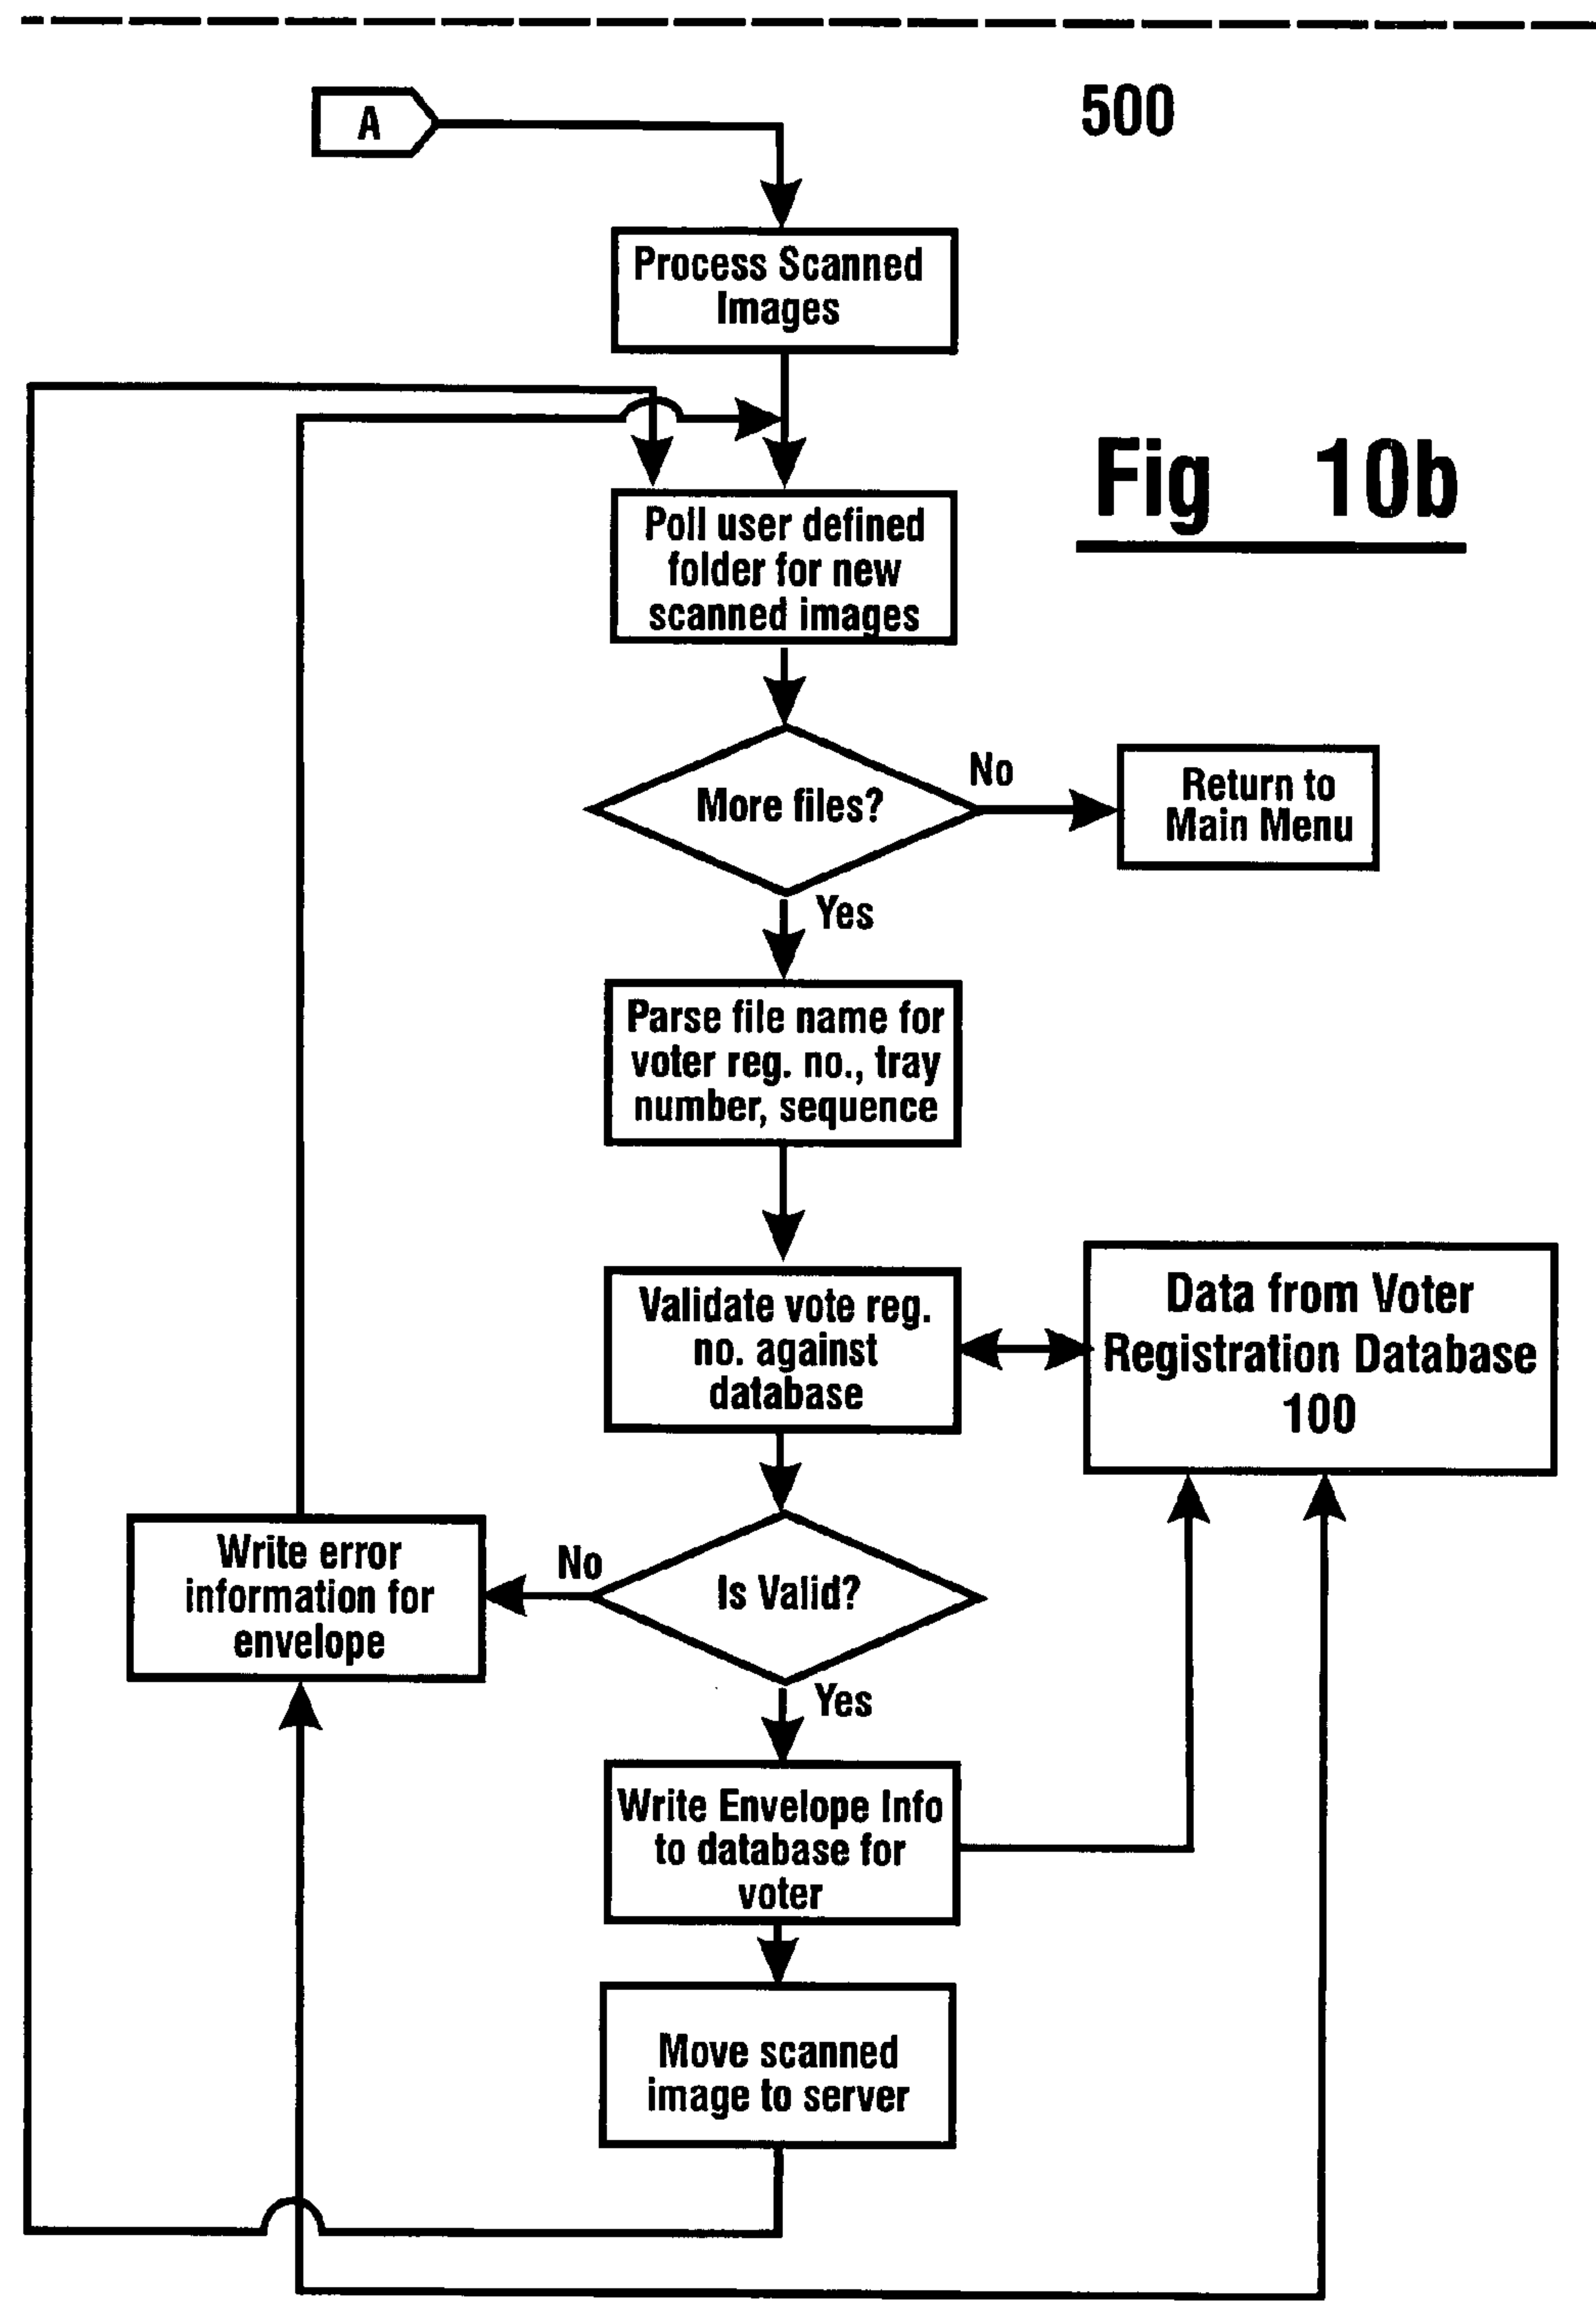 A
500
Process Scanned
Images
Fig 10b
Poll user defined
folder for new
scanned images
More files?
No
Return to
Main Menu
Yes
Parse file name for
voter reg. no., tray
number, sequence
Validate vote reg.
no. against
database
Data from Voter
Registration Database
100
Write error
information for
envelope
No
Is Valid?
Yes
Write Envelope Info
to database for
voter
Move scanned
image to server